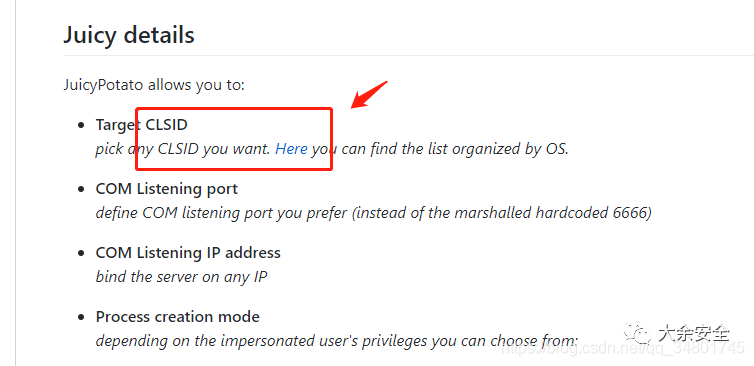 Juicy details
JuicyPotato allows you to:
Target CLSID
pick any CLSID you want. Here you can find the list organized by OS.
COM Listening port
define COM listening port you prefer (instead of the marshalled hardcoded 6666)
COM Listening IP address
bind the server on any IP
Process creation mode
depending on the impersonated user's privileges you can choose from:
大余安全
https://blog.csdn.net/qq_34801745